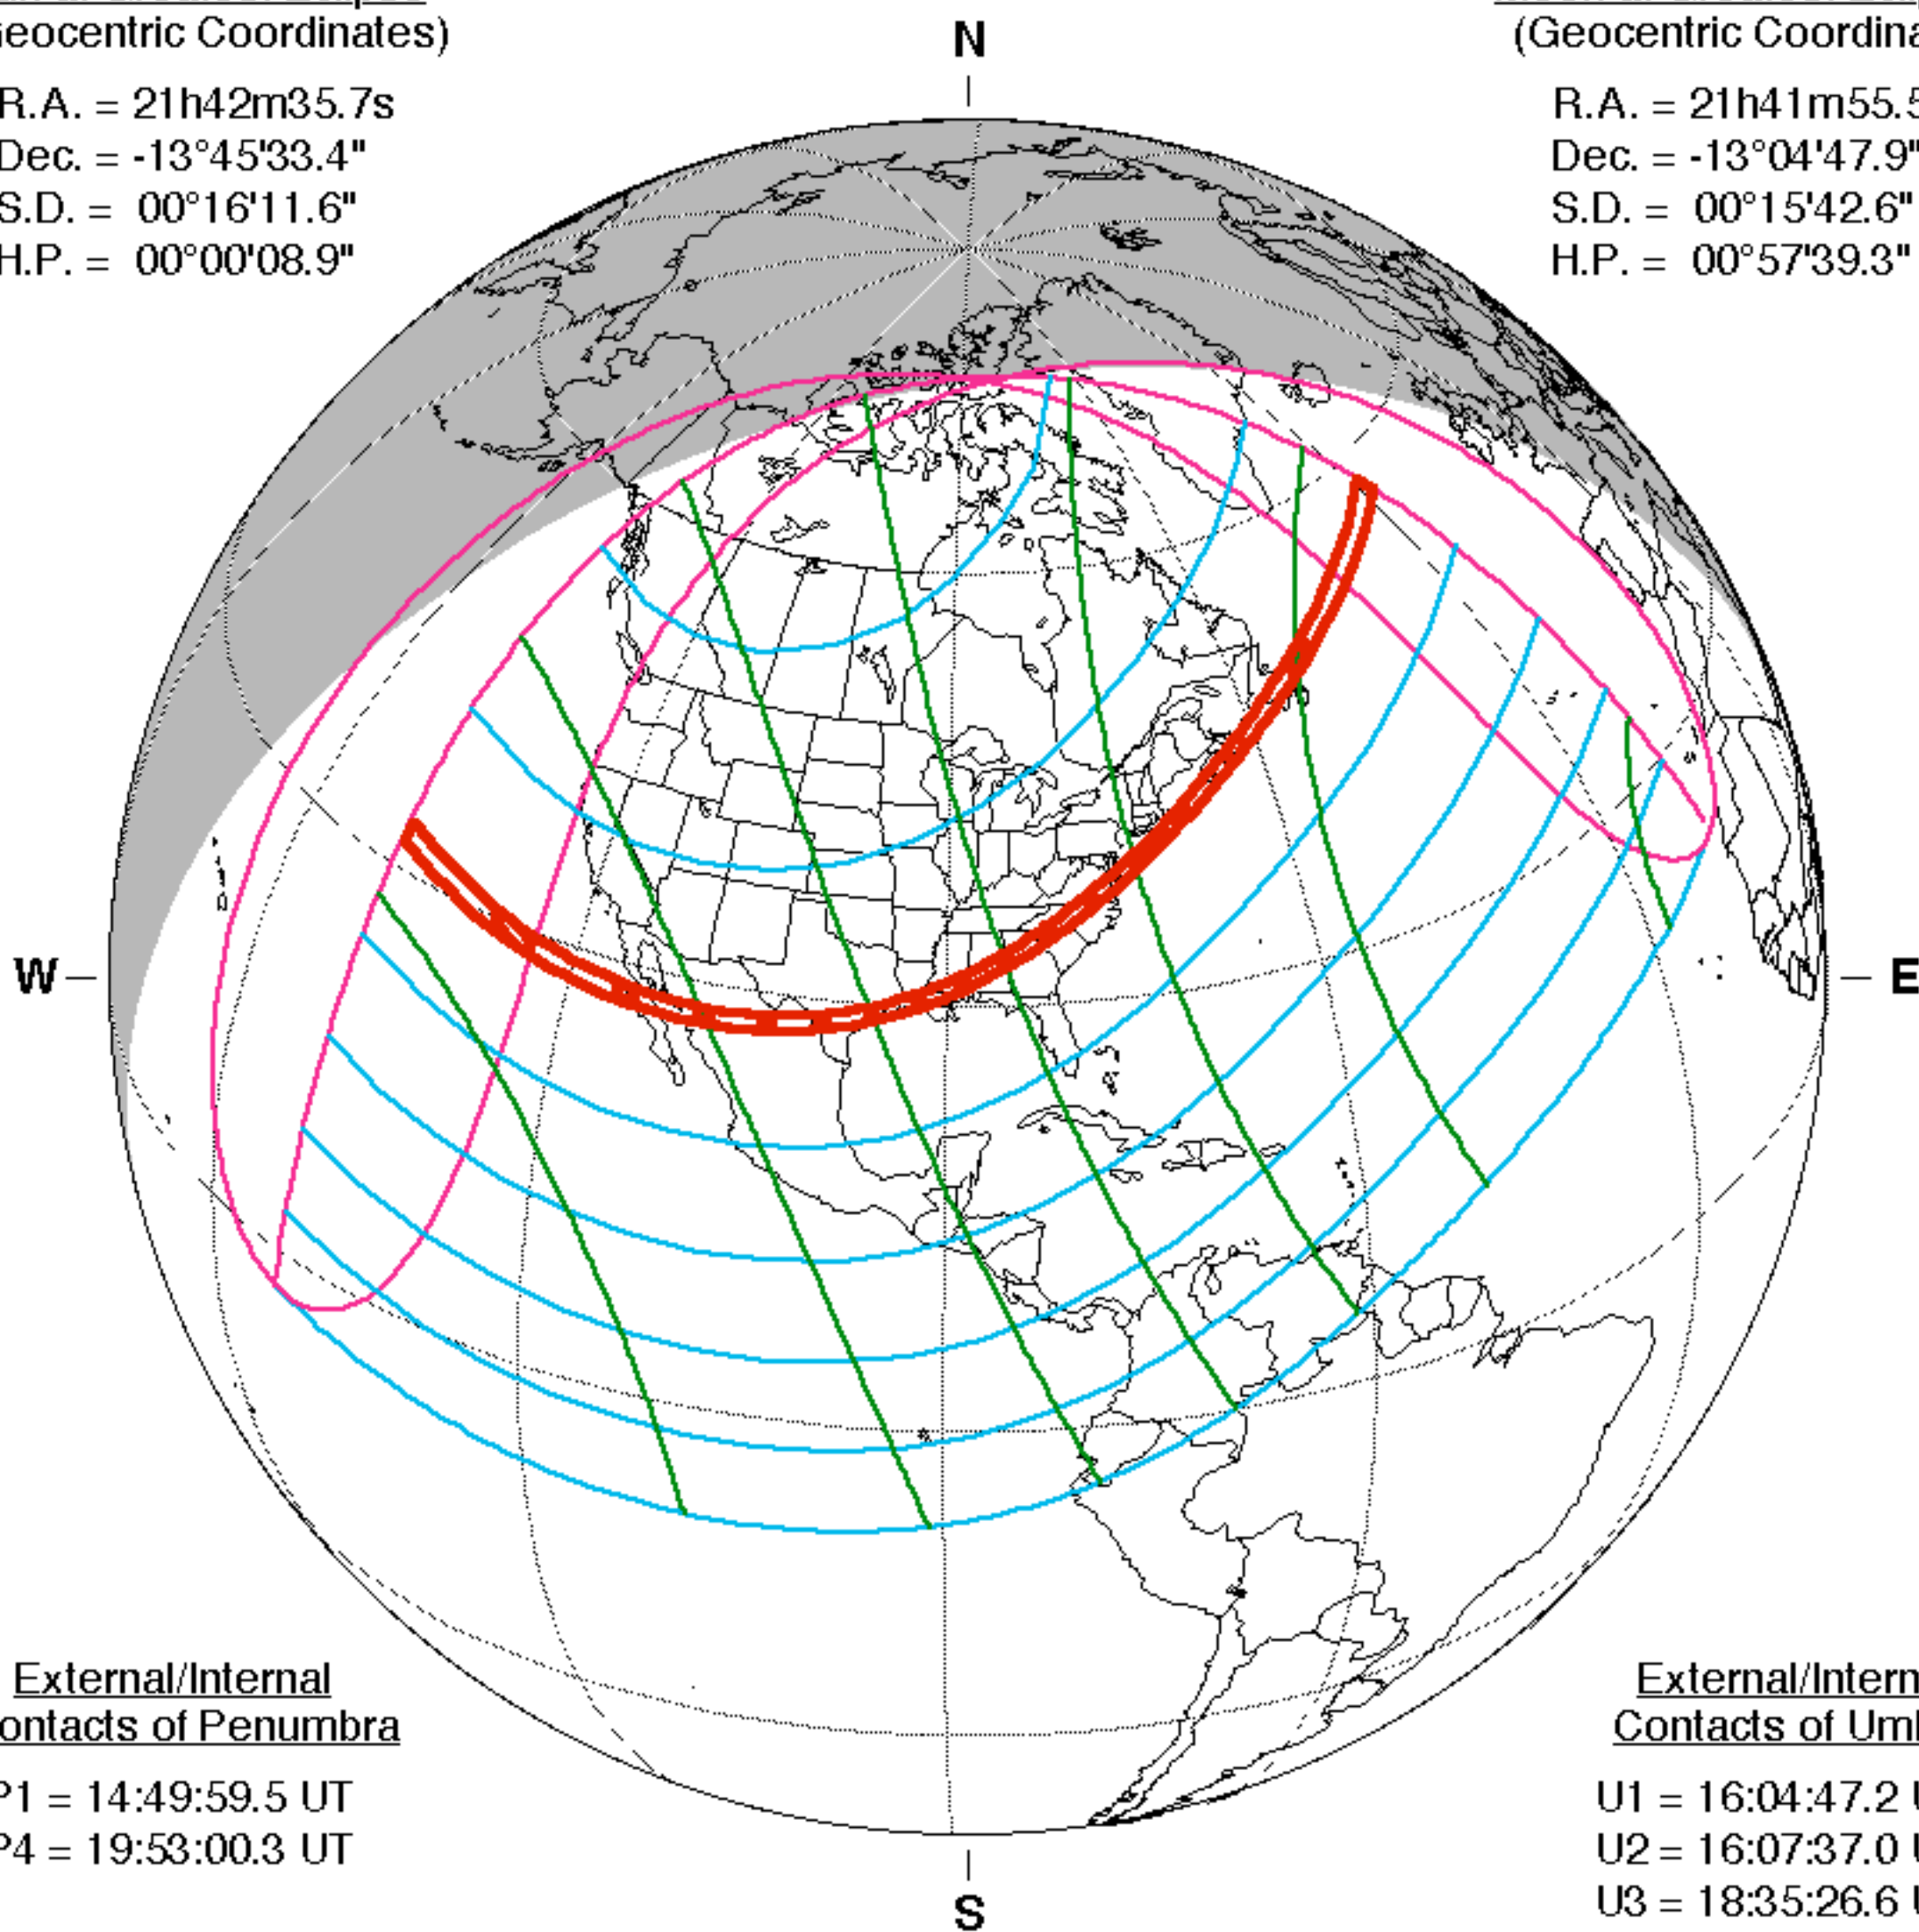 (Geocentric Coordinates)
R.A. = 21h42m35.7s
Dec. = -13°45'33.4"
S.D. = 00°16'11.6"
H.P. = 00°00'08.9"
(Geocentric Coordina
R.A. = 21h41m55.5
Dec. = -13°04'47.9"
S.D. = 00°15'42.6"
H.P. = 00°57'39.3"
N
W
E
S
External/Internal
Contacts of Penumbra
P1 = 14:49:59.5 UT
P4 = 19:53:00.3 UT
External/Intern
Contacts of Um
U1 = 16:04:47.2 U
U2 = 16:07:37.0 U
U3 = 18:35:26.6 U